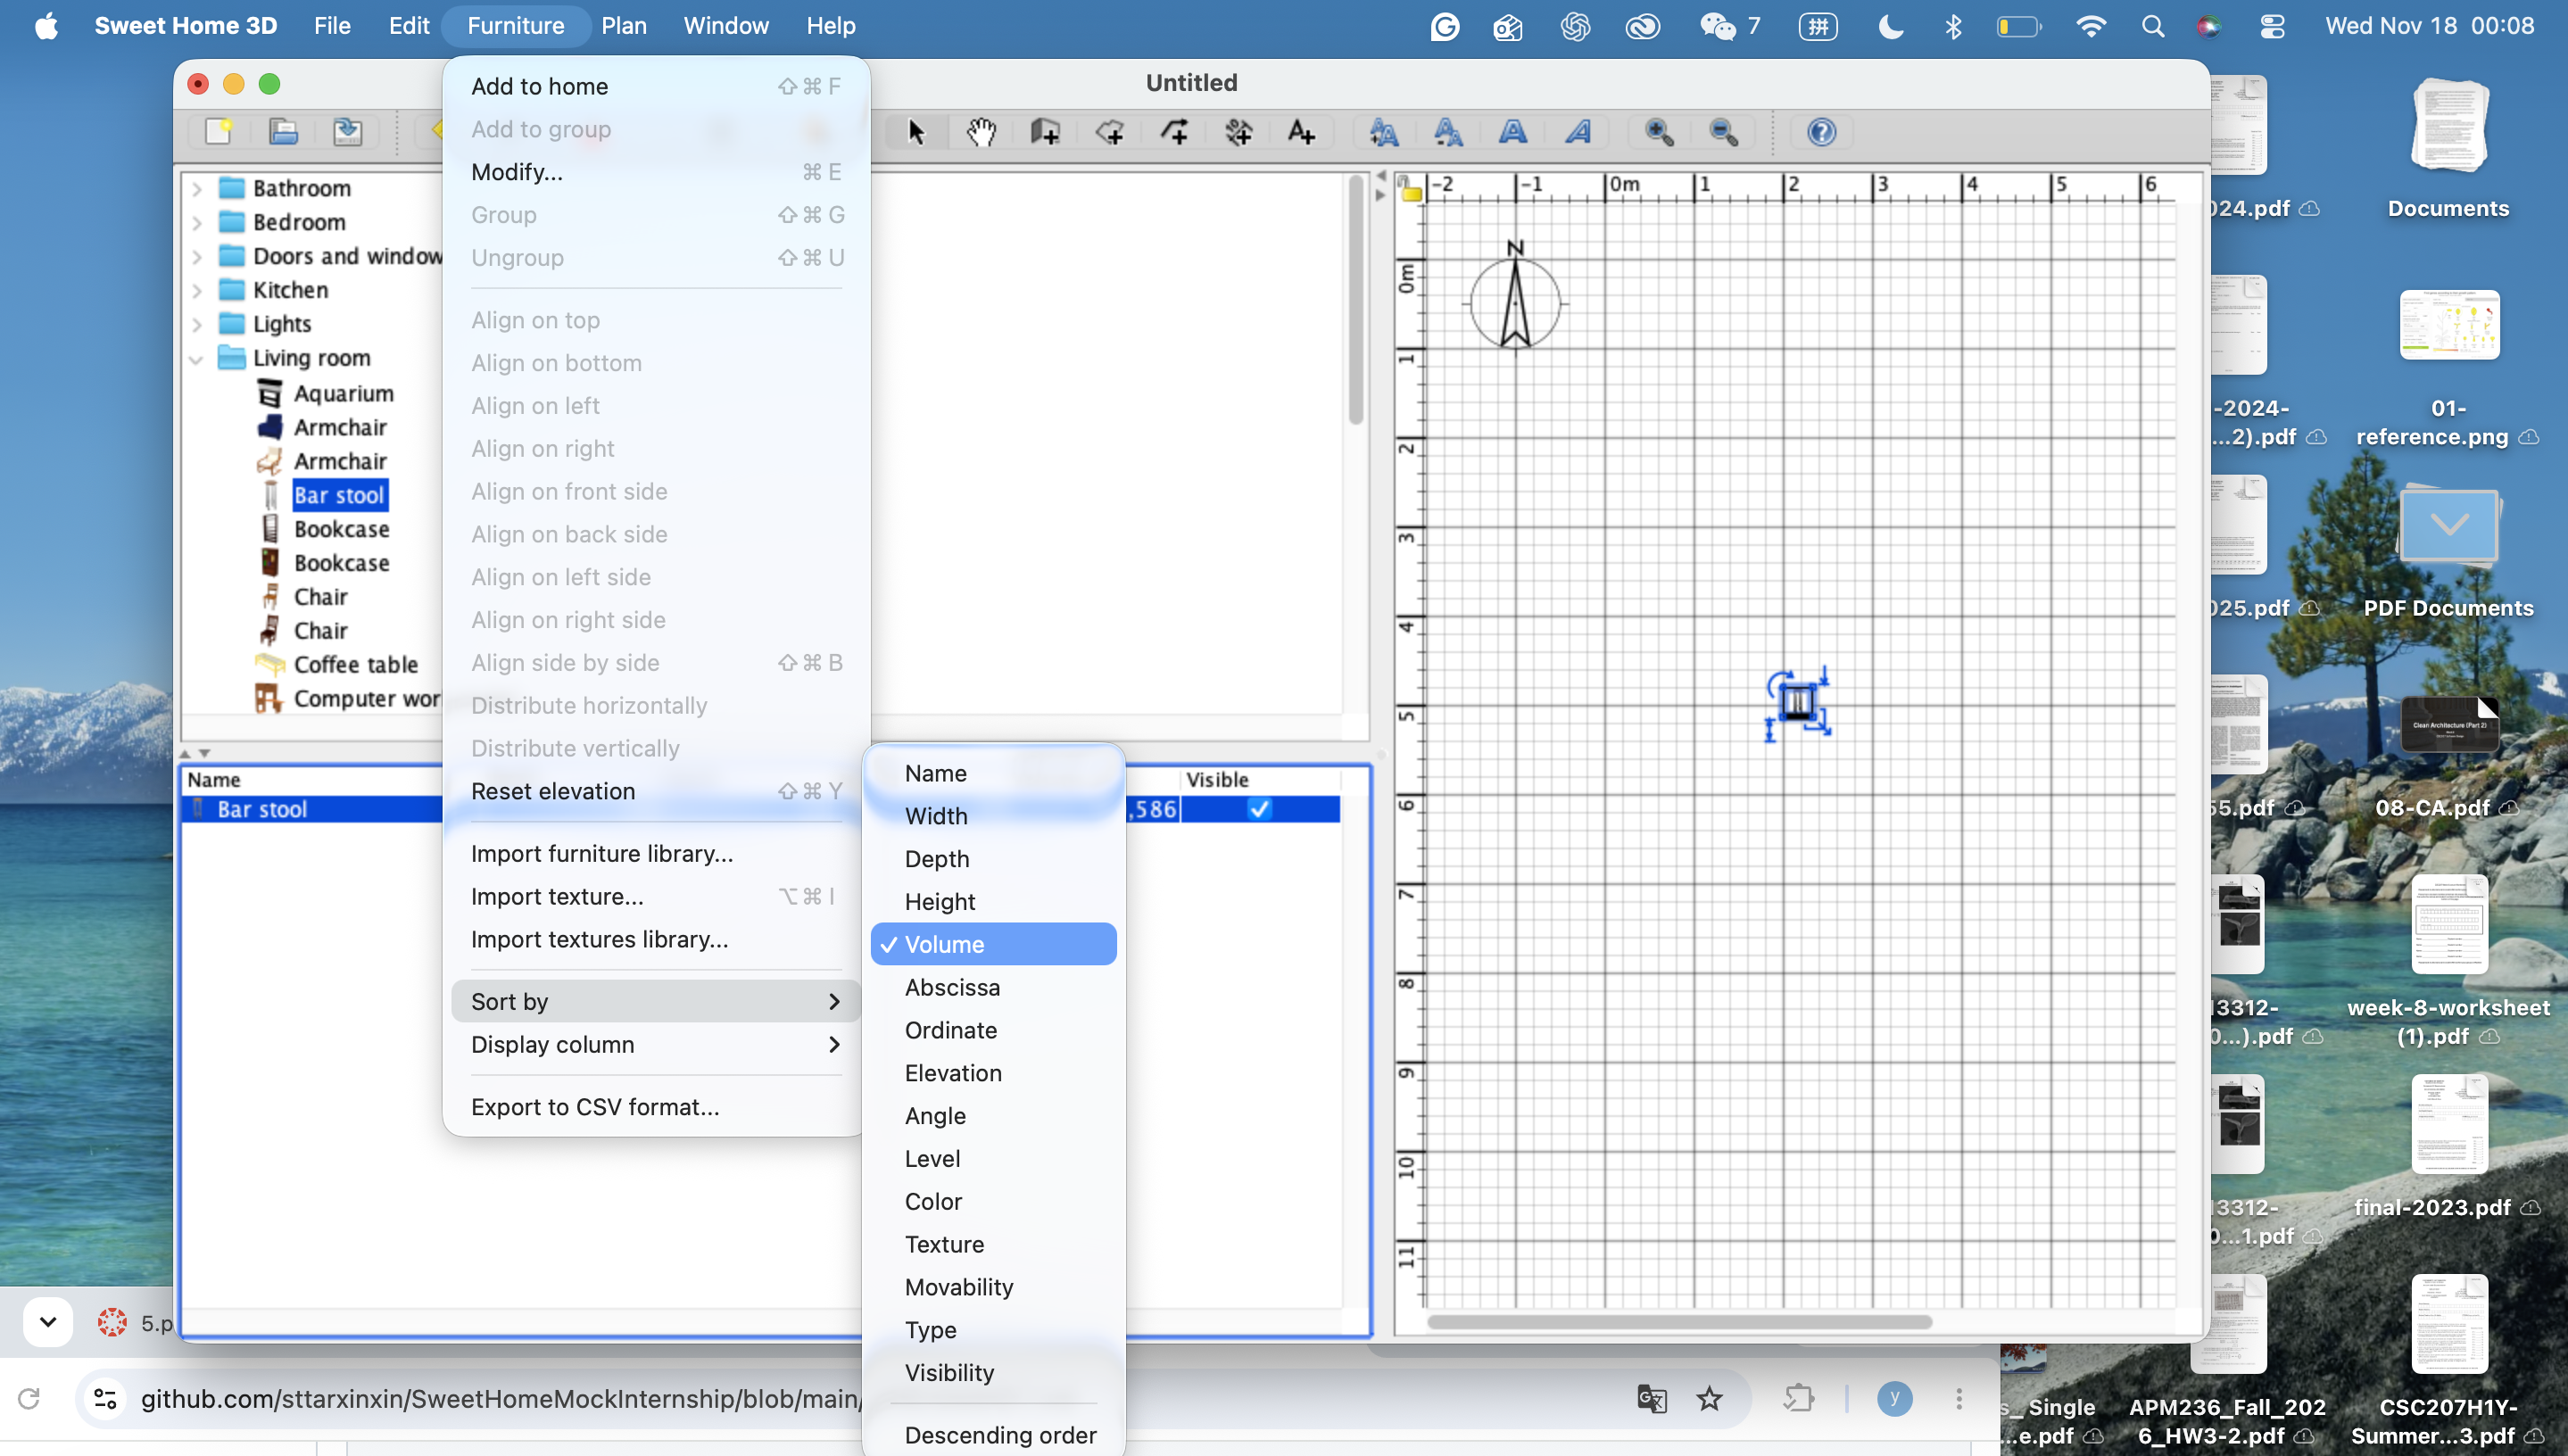 Sweet Home 3D File Edit Furniture Plan Window Help
7 拼 Wed Nov 18 00:08
Untitled
Bathroom
Bedroom
Doors and window
Kitchen
Lights
Living room
Aquarium
Armchair
Armchair
Bar stool
Bookcase
Bookcase
Chair
Chair
Coffee table
Computer wor
Name
Visible
Bar stool
,586
Add to home ⇧⌘F
Add to group
Modify... ⌘E
Group ⇧⌘G
Ungroup ⇧⌘U
Align on top
Align on bottom
Align on left
Align on right
Align on front side
Align on back side
Align on left side
Align on right side
Align side by side ⇧⌘B
Distribute horizontally
Distribute vertically
Reset elevation ⇧⌘Y
Import furniture library...
Import texture... ⌥⌘I
Import textures library...
Sort by
Display column
Export to CSV format...
Name
Width
Depth
Height
✓ Volume
Abscissa
Ordinate
Elevation
Angle
Level
Color
Texture
Movability
Type
Visibility
Descending order
-2 -1 0m 1 2 3 4 5 6
N
0m
1
2
3
4
5
6
7
8
9
10
11
024.pdf
Documents
-2024-
...2).pdf
01-
reference.png
025.pdf
PDF Documents
Clean Architecture (Part 2)
55.pdf
08-CA.pdf
13312-
0...).pdf
week-8-worksheet
(1).pdf
13312-
0...1.pdf
final-2023.pdf
s_ Single
...e.pdf
APM236_Fall_202
6_HW3-2.pdf
CSC207H1Y-
Summer...3.pdf
5.p
github.com/sttarxinxin/SweetHomeMockInternship/blob/main/
y